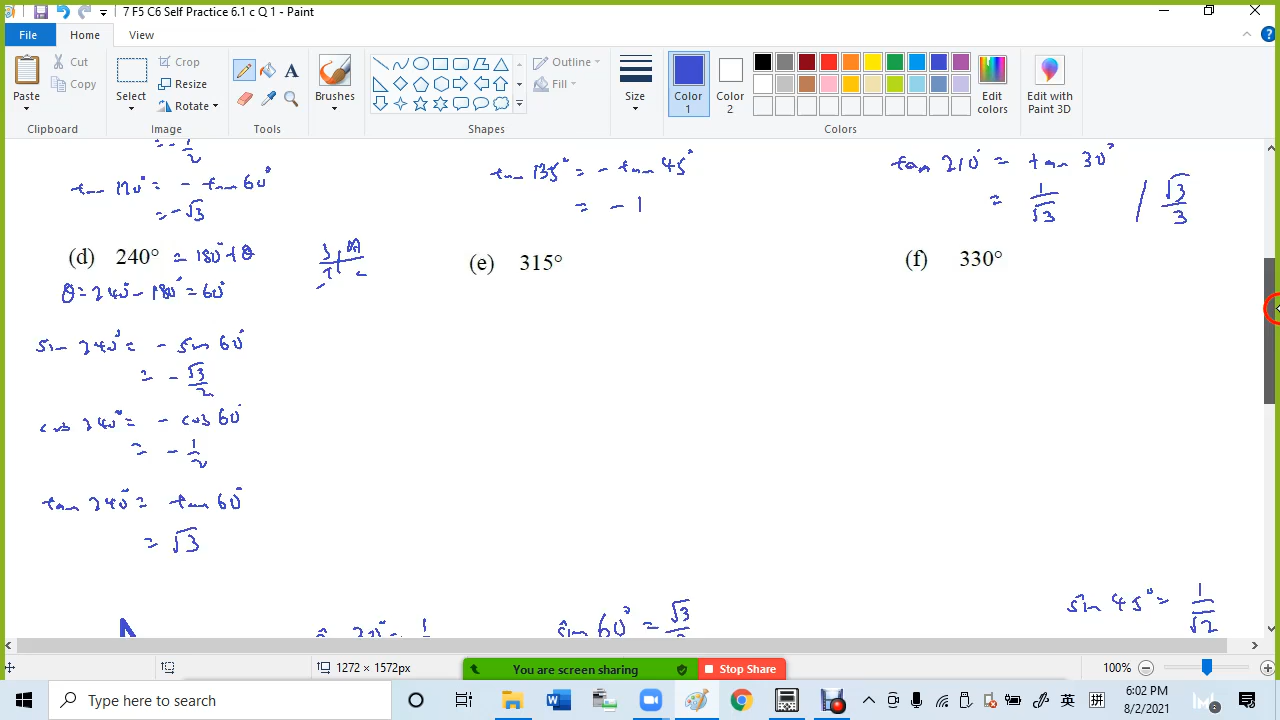 7 F5 C6 Self Practice 6.1 c Q 1 - Paint
File Home View
Paste
Cut
Copy
Clipboard
Select
Crop
Resize
Rotate
Image
A
Tools
Brushes
Outline
Fill
Shapes
Size
Color 1
Color 2
Edit colors
Colors
Edit with Paint 3D
= -1/2
= - tan 60°
= -√3
tan 135° = - tan 45°
= - 1
tan 210° = tan 30°
= 1/√3 / √3/3
(d) 240° = 180° + θ
S A
T C
θ = 240° - 180° = 60°
sin 240° = - sin 60°
= - √3/2
cos 240° = - cos 60°
= - 1/2
tan 240° = tan 60°
= √3
(e) 315°
(f) 330°
sin 60° = √3
sin 45° = 1/√2
1272 × 1572px
You are screen sharing
Stop Share
100%
Type here to search
英 拼
6:02 PM
8/2/2021
2